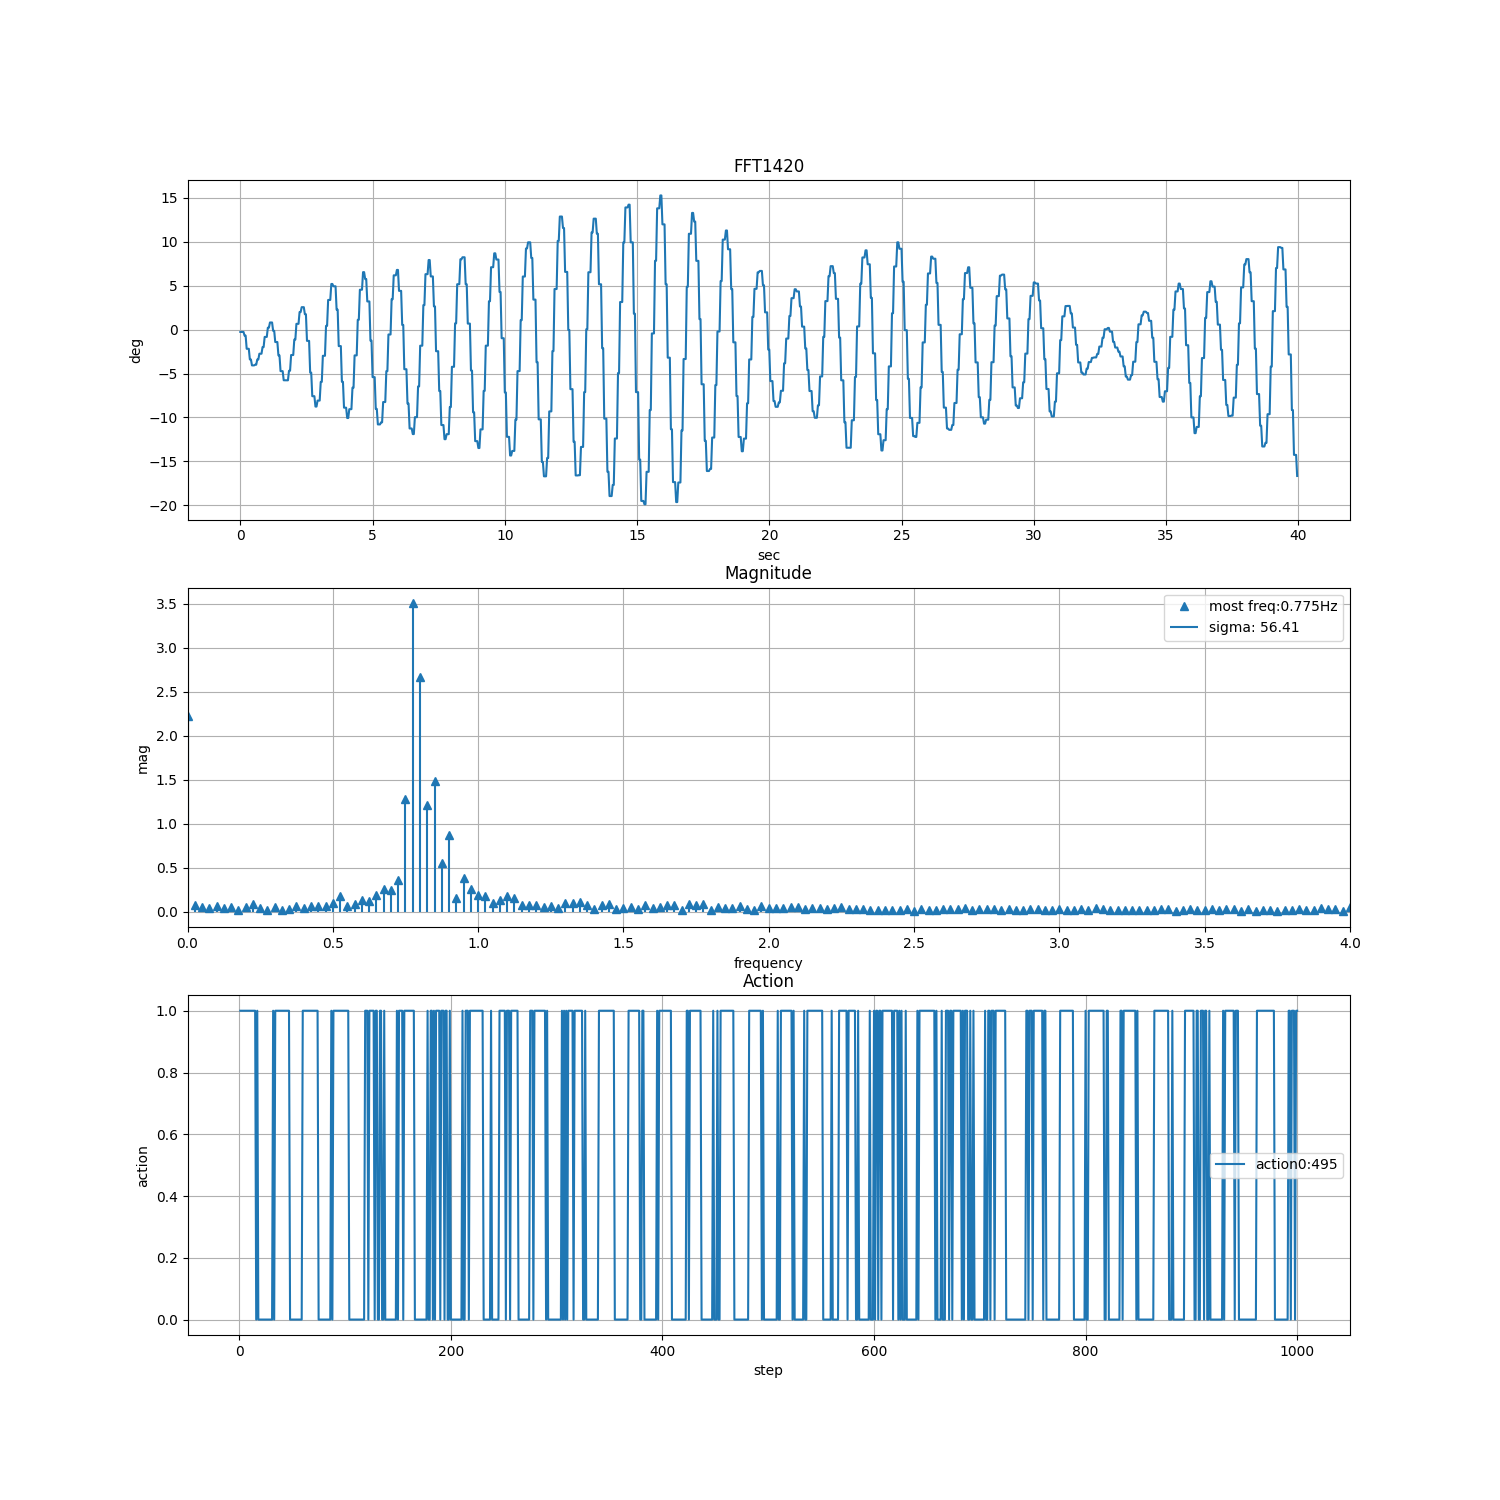 FFT1420
15
10
5
0
−5
−10
−15
−20
deg
0 5 10 15 20 25 30 35 40
sec
Magnitude
3.5
3.0
2.5
2.0
1.5
1.0
0.5
0.0
mag
most freq:0.775Hz
sigma: 56.41
0.0 0.5 1.0 1.5 2.0 2.5 3.0 3.5 4.0
frequency
Action
1.0
0.8
0.6
0.4
0.2
0.0
action
action0:495
0 200 400 600 800 1000
step